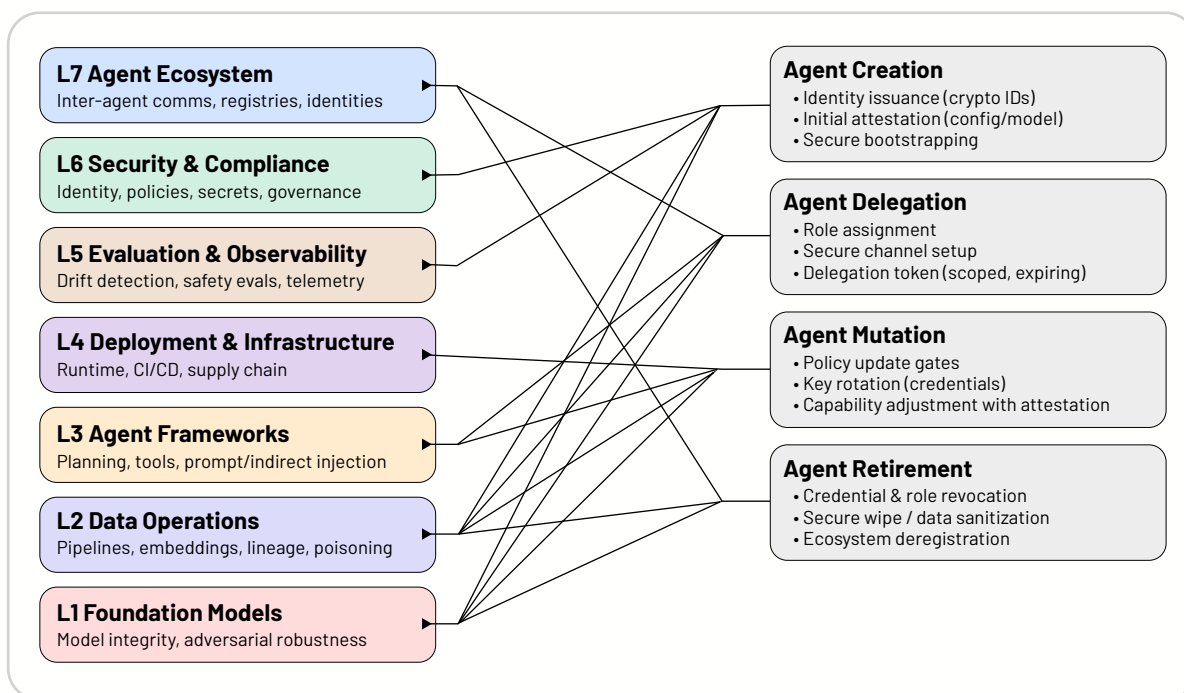 L7 Agent Ecosystem
Inter-agent comms, registries, identities
L6 Security & Compliance
Identity, policies, secrets, governance
L5 Evaluation & Observability
Drift detection, safety evals, telemetry
L4 Deployment & Infrastructure
Runtime, CI/CD, supply chain
L3 Agent Frameworks
Planning, tools, prompt/indirect injection
L2 Data Operations
Pipelines, embeddings, lineage, poisoning
L1 Foundation Models
Model integrity, adversarial robustness
Agent Creation
• Identity issuance (crypto IDs)
• Initial attestation (config/model)
• Secure bootstrapping
Agent Delegation
• Role assignment
• Secure channel setup
• Delegation token (scoped, expiring)
Agent Mutation
• Policy update gates
• Key rotation (credentials)
• Capability adjustment with attestation
Agent Retirement
• Credential & role revocation
• Secure wipe / data sanitization
• Ecosystem deregistration